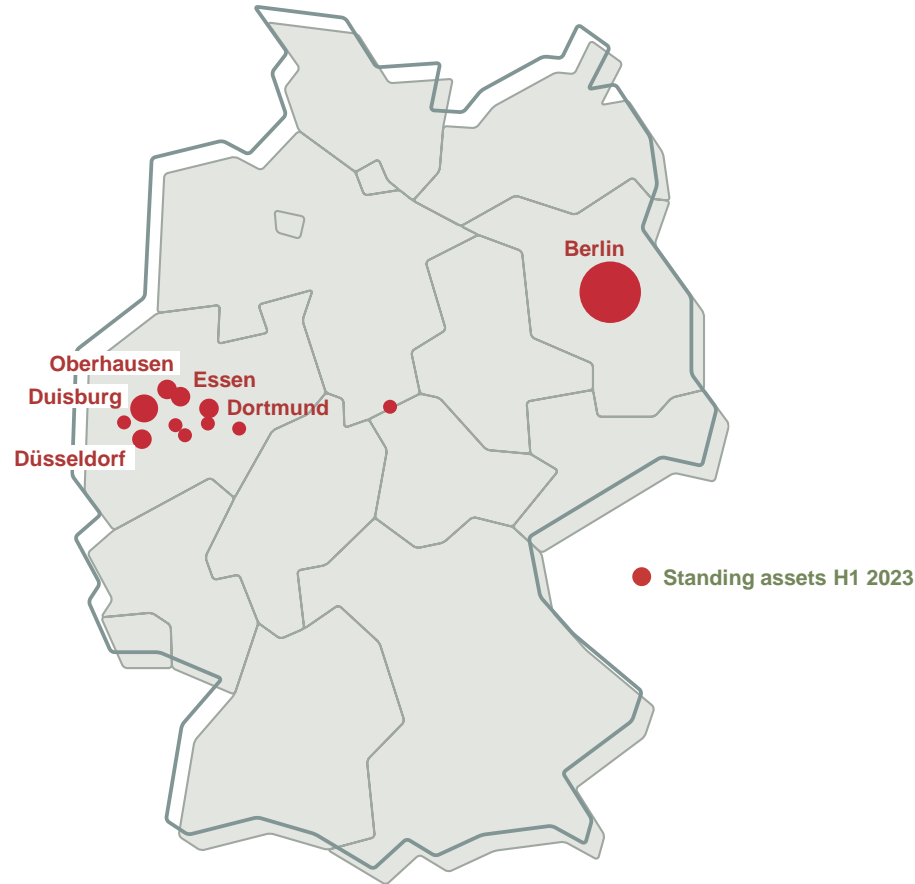 Berlin
Oberhausen
Essen
Duisburg
Dortmund
Düsseldorf
Standing assets H1 2023